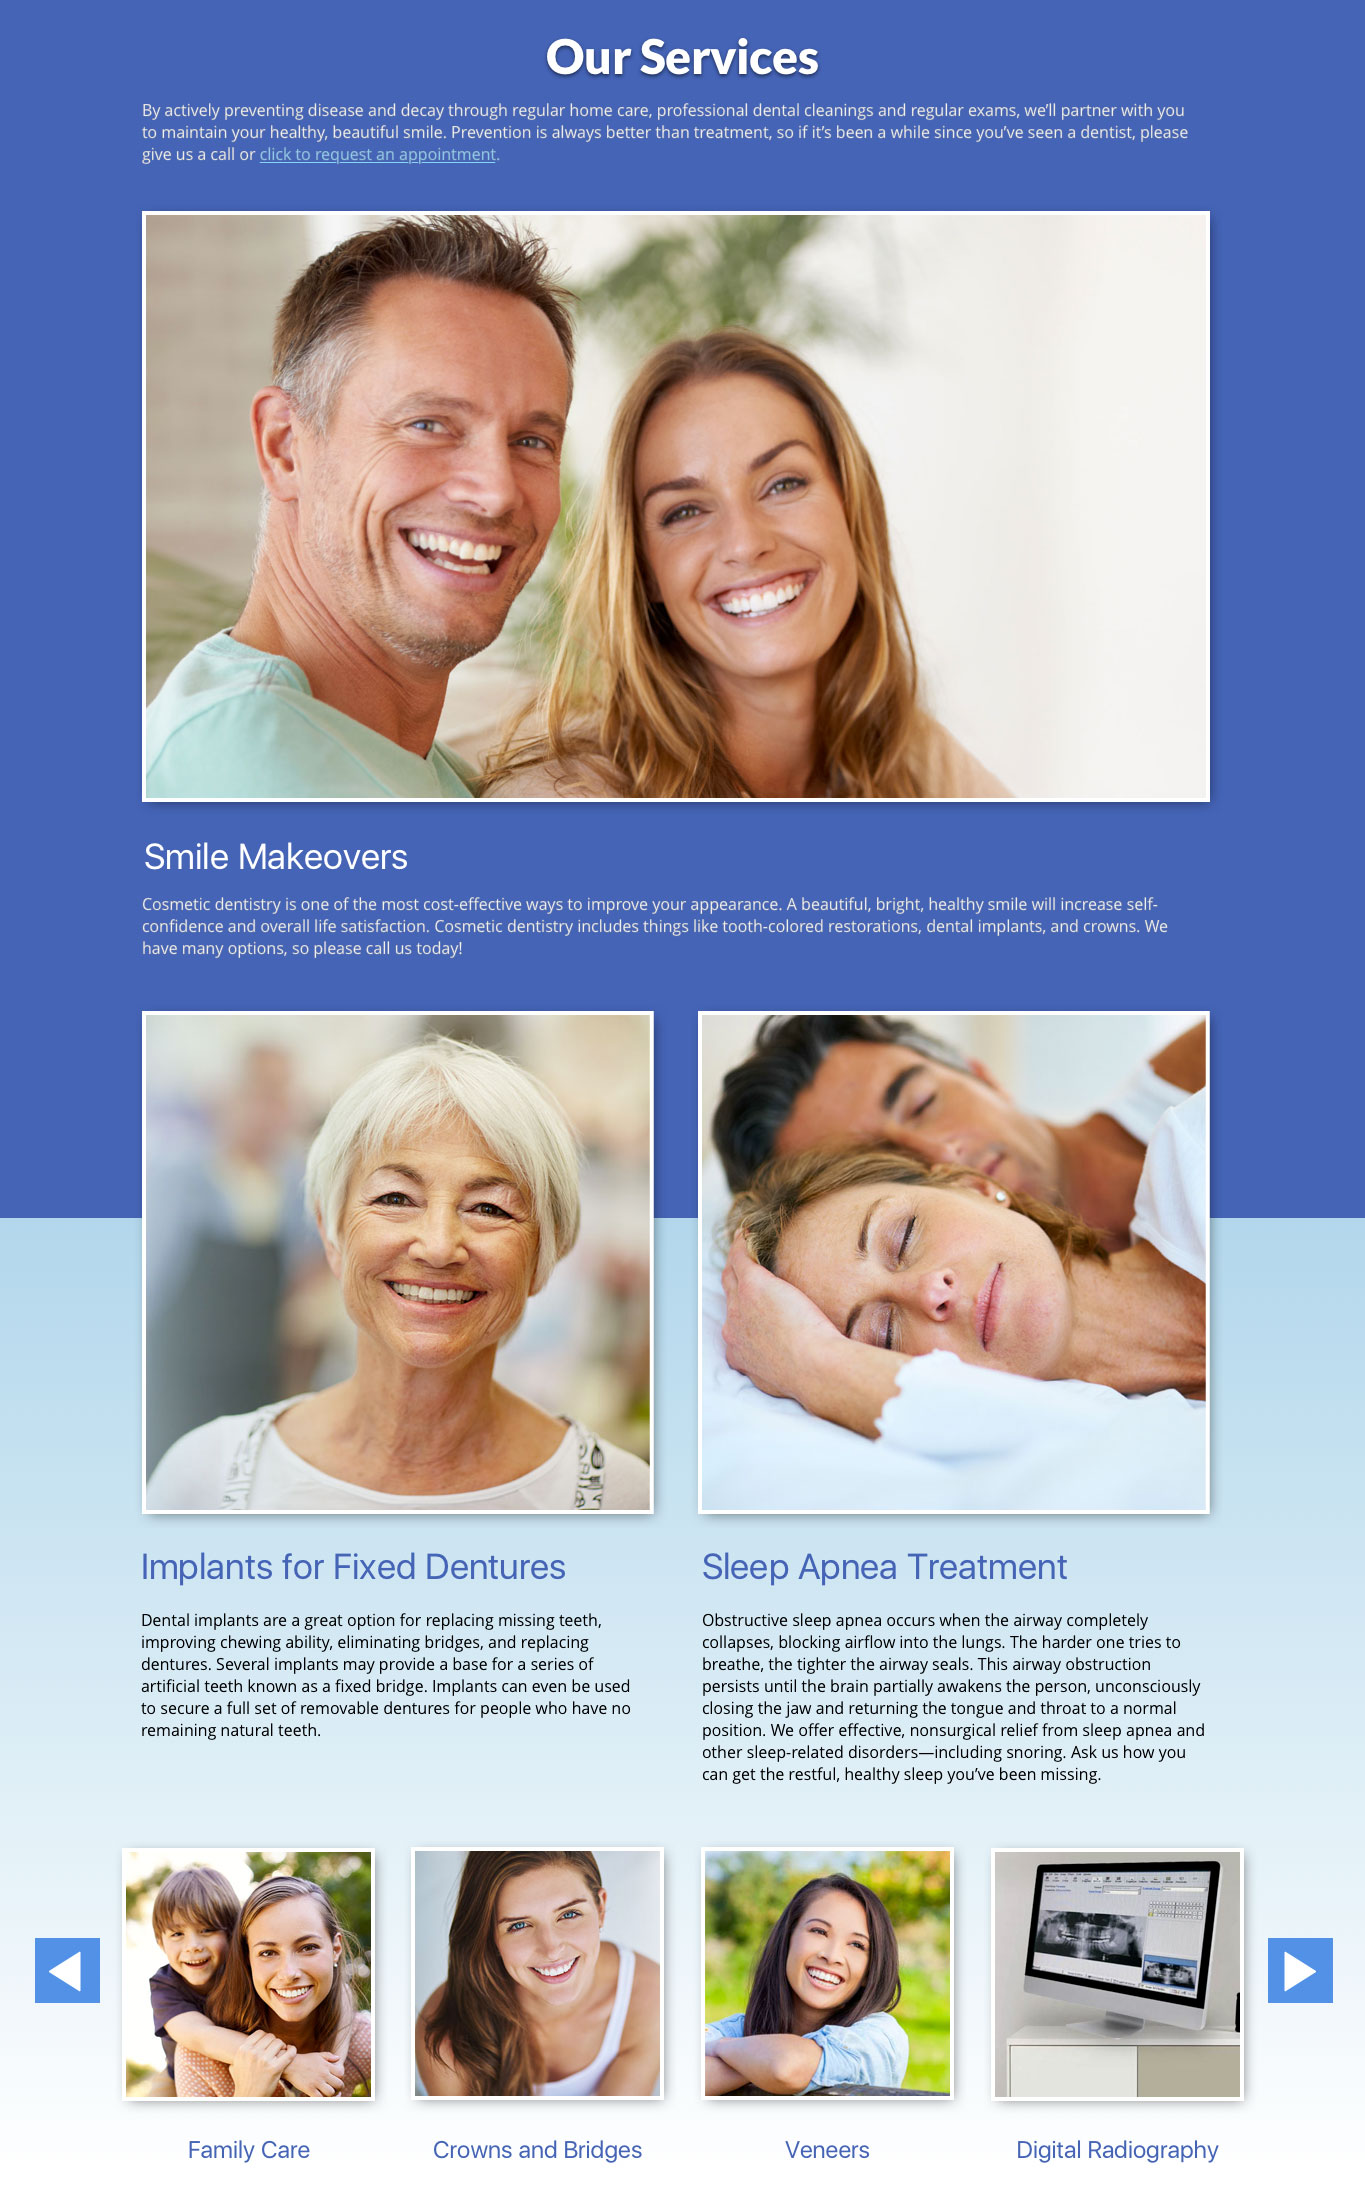 Our Services
By actively preventing disease and decay through regular home care, professional dental cleanings and regular exams, we’ll partner with you
to maintain your healthy, beautiful smile. Prevention is always better than treatment, so if it’s been a while since you’ve seen a dentist, please
give us a call or click to request an appointment.
Smile Makeovers
Cosmetic dentistry is one of the most cost-effective ways to improve your appearance. A beautiful, bright, healthy smile will increase self-
confidence and overall life satisfaction. Cosmetic dentistry includes things like tooth-colored restorations, dental implants, and crowns. We
have many options, so please call us today!
Implants for Fixed Dentures
Dental implants are a great option for replacing missing teeth,
improving chewing ability, eliminating bridges, and replacing
dentures. Several implants may provide a base for a series of
artificial teeth known as a fixed bridge. Implants can even be used
to secure a full set of removable dentures for people who have no
remaining natural teeth.
Sleep Apnea Treatment
Obstructive sleep apnea occurs when the airway completely
collapses, blocking airflow into the lungs. The harder one tries to
breathe, the tighter the airway seals. This airway obstruction
persists until the brain partially awakens the person, unconsciously
closing the jaw and returning the tongue and throat to a normal
position. We offer effective, nonsurgical relief from sleep apnea and
other sleep-related disorders—including snoring. Ask us how you
can get the restful, healthy sleep you’ve been missing.
Family Care
Crowns and Bridges
Veneers
Digital Radiography